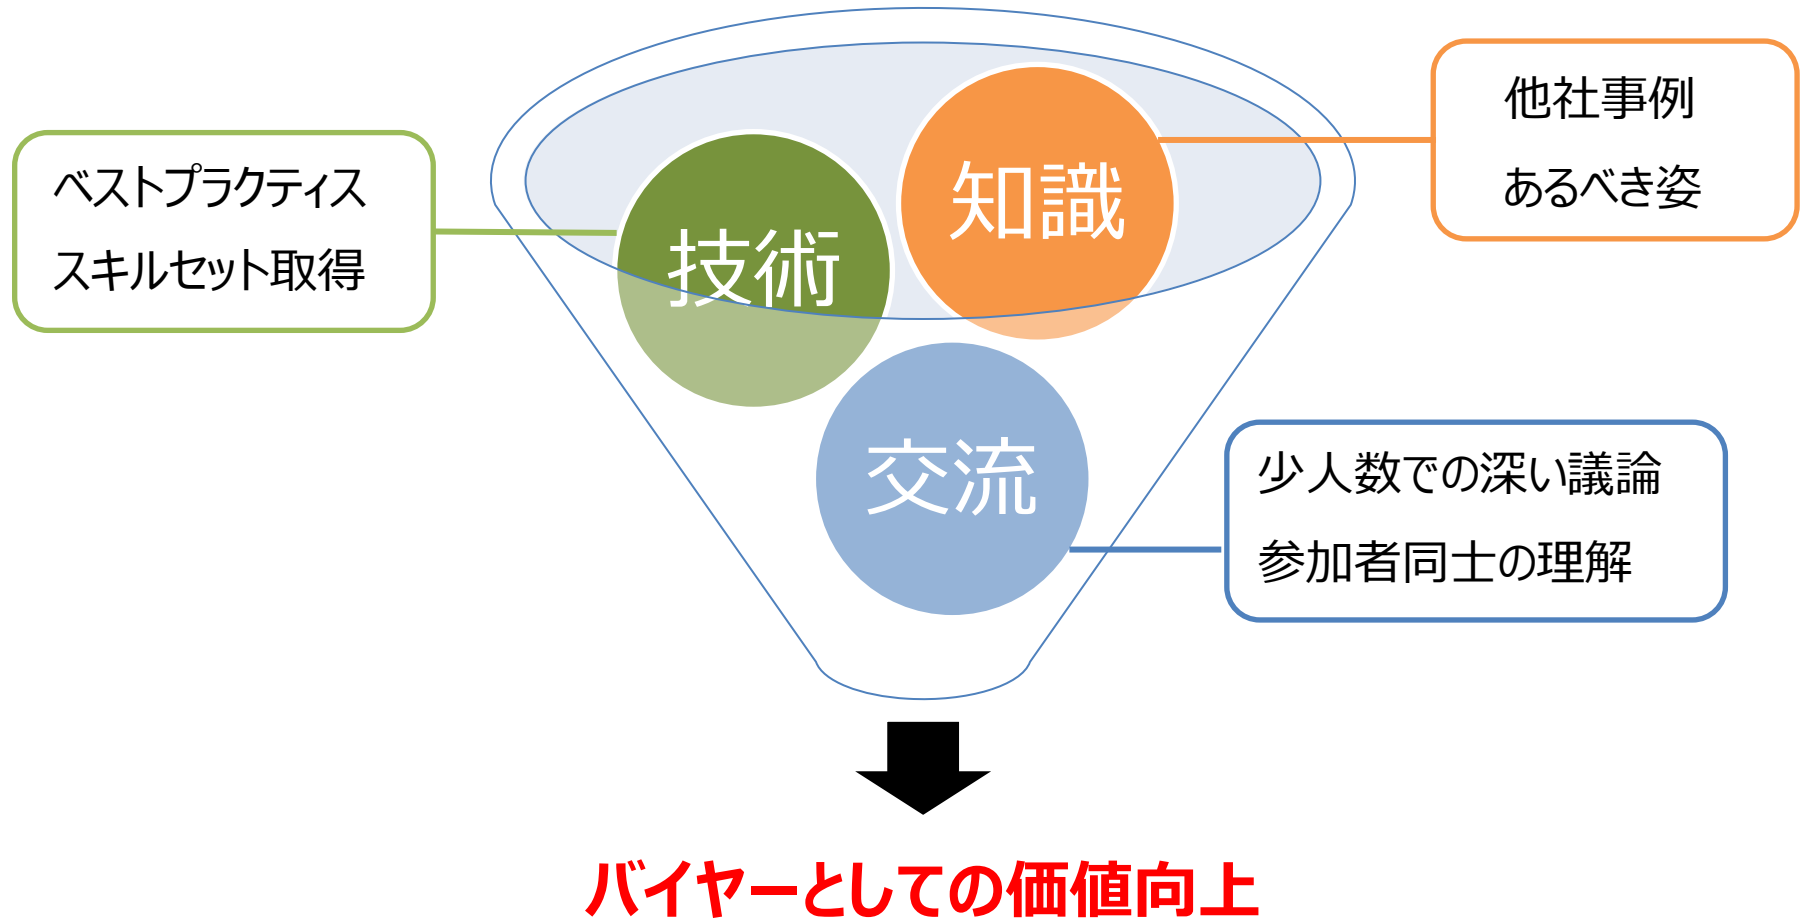 ベストプラクティス
スキルセット取得
技術
知識
他社事例
あるべき姿
交流
少人数での深い議論
参加者同士の理解
バイヤーとしての価値向上